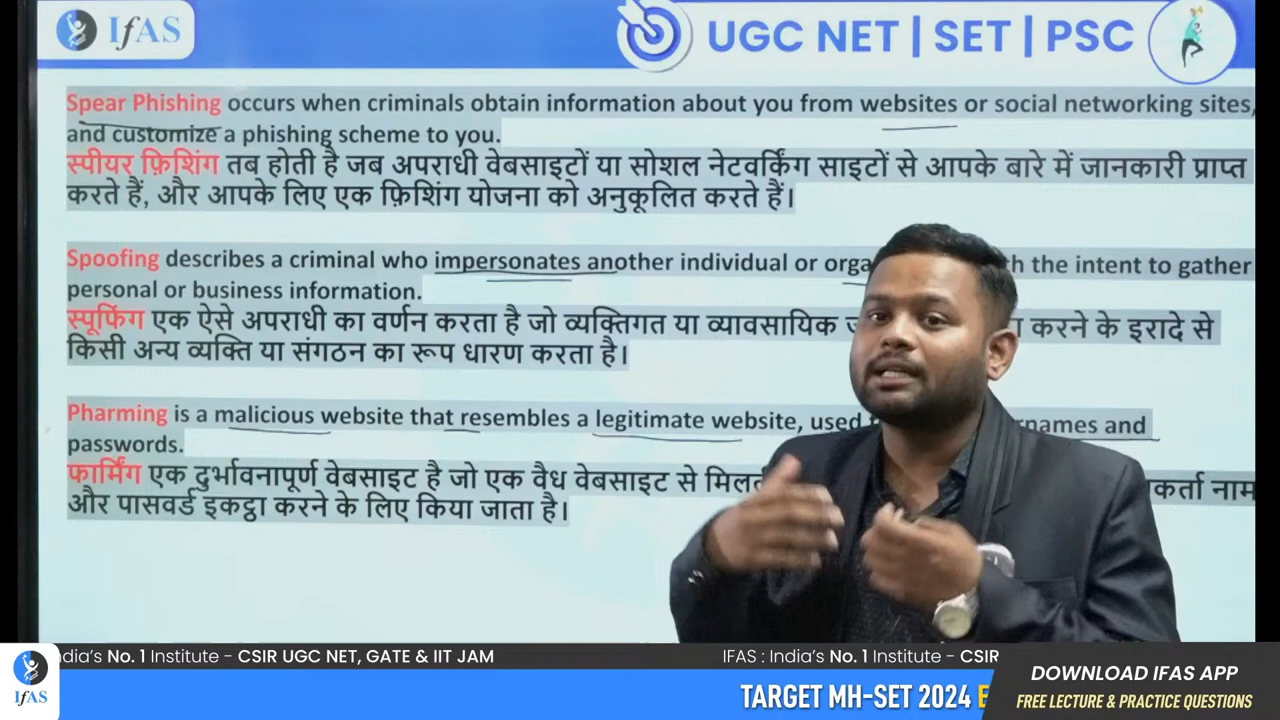 IfAS
UGC NET | SET | PSC
Spear Phishing occurs when criminals obtain information about you from websites or social networking sites,
and customize a phishing scheme to you.
स्पीयर फ़िशिंग तब होती है जब अपराधी वेबसाइटों या सोशल नेटवर्किंग साइटों से आपके बारे में जानकारी प्राप्त
करते हैं, और आपके लिए एक फ़िशिंग योजना को अनुकूलित करते हैं।
Spoofing describes a criminal who impersonates another individual or the intent to gather
personal or business information.
स्पूफिंग एक ऐसे अपराधी का वर्णन करता है जो व्यक्तिगत या व्यावसायिक करने के इरादे से
किसी अन्य व्यक्ति या संगठन का रूप धारण करता है।
Pharming is a malicious website that resembles a legitimate website, used and
passwords.
फार्मिंग एक दुर्भावनापूर्ण वेबसाइट है जो एक वैध वेबसाइट से नाम
और पासवर्ड इकट्ठा करने के लिए किया जाता है।
India's No. 1 Institute - CSIR UGC NET, GATE & IIT JAM IFAS : India's No. 1 Institute - CSIR
IfAS
TARGET MH-SET 2024
DOWNLOAD IFAS APP
FREE LECTURE & PRACTICE QUESTIONS